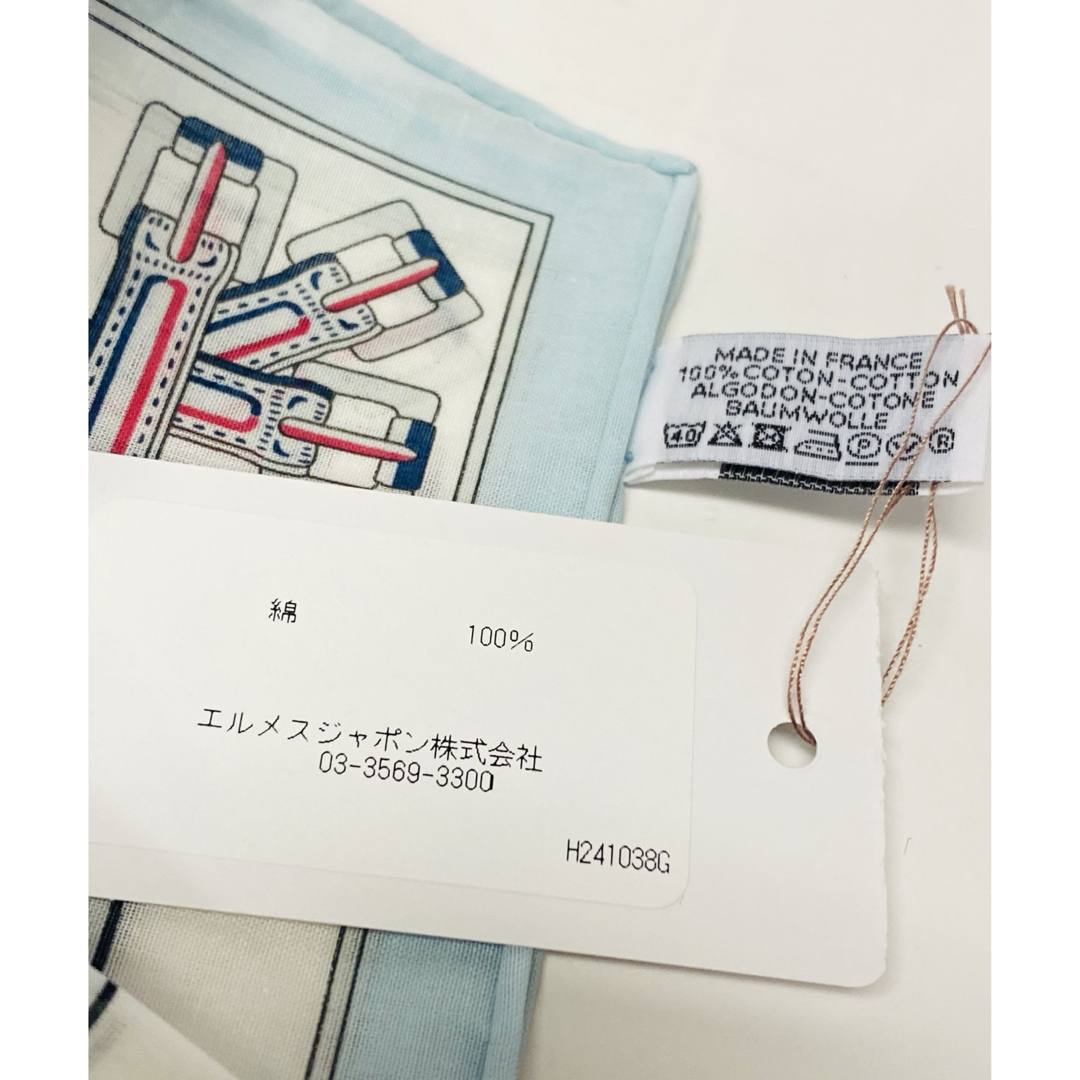 MADE IN FRANCE
100% COTON-COTTON
ALGODON-COTONE
BAUMWOLLE
40 P R
綿 100%
エルメスジャポン株式会社
03-3569-3300
H241038G